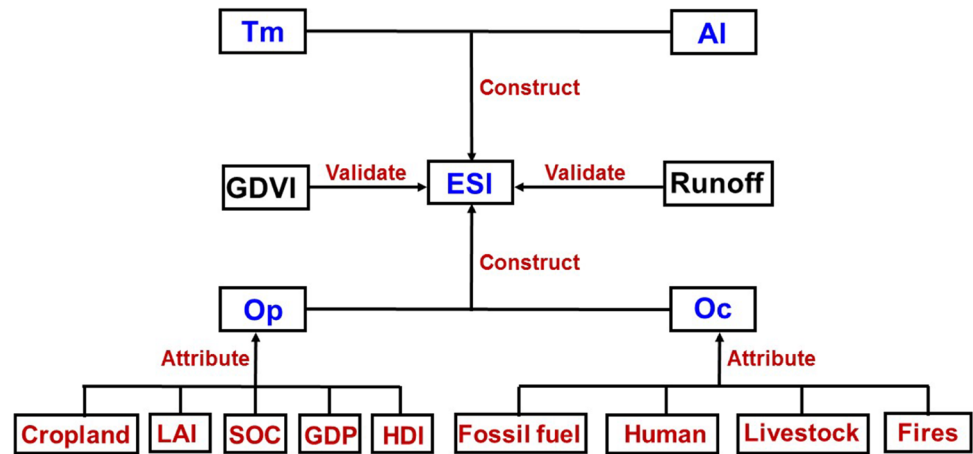 Tm
AI
Construct
GDVI
Validate
ESI
Validate
Runoff
Construct
Op
Oc
Attribute
Attribute
Cropland
LAI
SOC
GDP
HDI
Fossil fuel
Human
Livestock
Fires